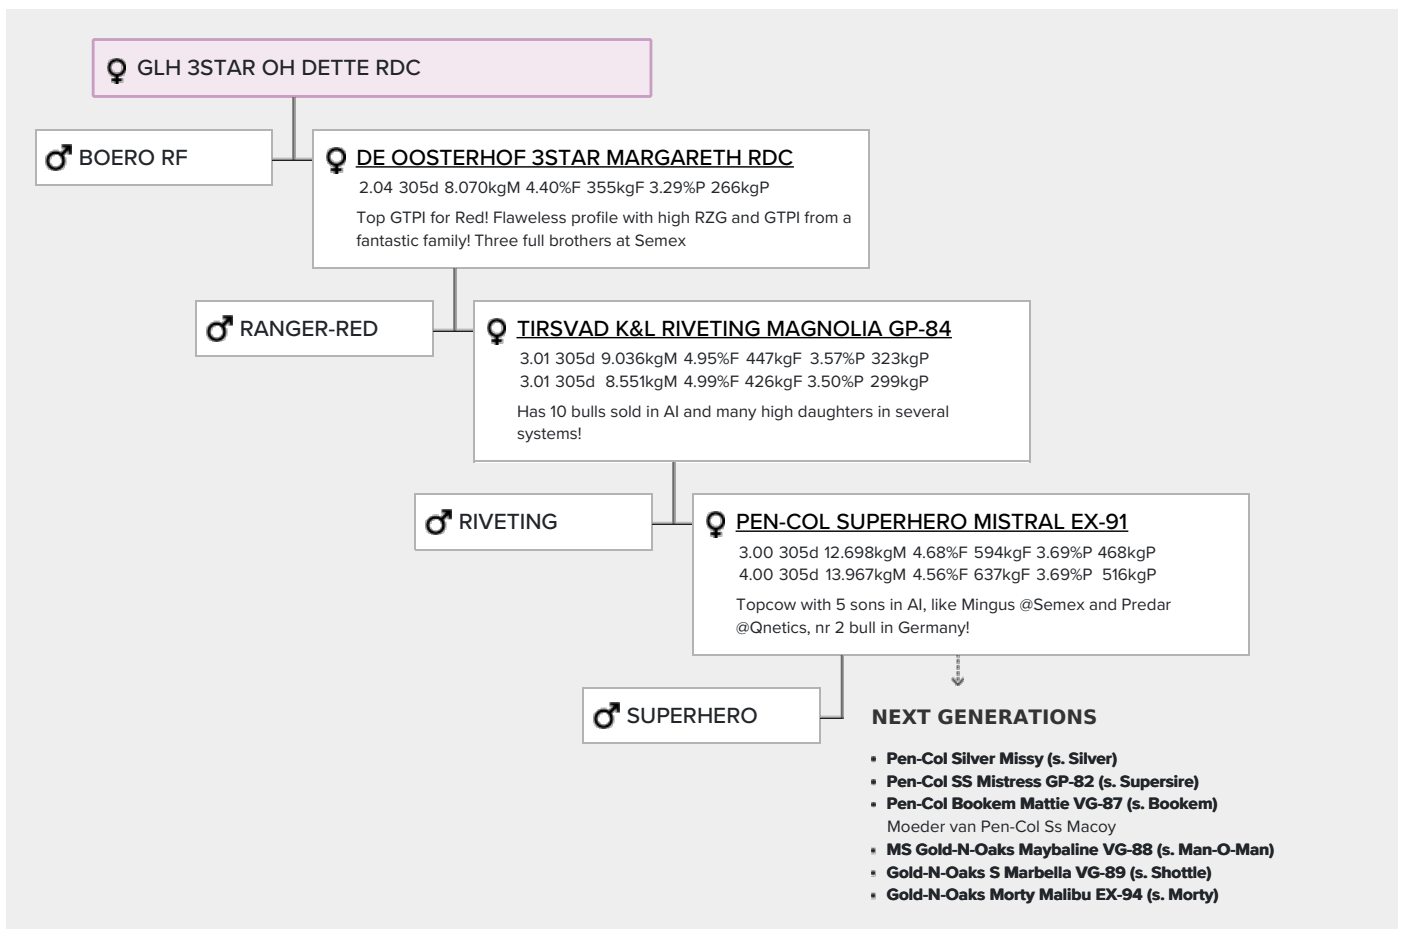 GLH 3STAR OH DETTE RDC
BOERO RF
DE OOSTERHOF 3STAR MARGARETH RDC
2.04 305d 8.070kgM 4.40%F 355kgF 3.29%P 266kgP
Top GTPI for Red! Flaweless profile with high RZG and GTPI from a
fantastic family! Three full brothers at Semex
RANGER-RED
TIRSVAD K&L RIVETING MAGNOLIA GP-84
3.01 305d 9.036kgM 4.95%F 447kgF 3.57%P 323kgP
3.01 305d 8.551kgM 4.99%F 426kgF 3.50%P 299kgP
Has 10 bulls sold in AI and many high daughters in several
systems!
RIVETING
PEN-COL SUPERHERO MISTRAL EX-91
3.00 305d 12.698kgM 4.68%F 594kgF 3.69%P 468kgP
4.00 305d 13.967kgM 4.56%F 637kgF 3.69%P 516kgP
Topcow with 5 sons in AI, like Mingus @Semex and Predar
@Qnetics, nr 2 bull in Germany!
SUPERHERO
NEXT GENERATIONS
Pen-Col Silver Missy (s. Silver)
Pen-Col SS Mistress GP-82 (s. Supersire)
Pen-Col Bookem Mattie VG-87 (s. Bookem)
Moeder van Pen-Col Ss Macoy
MS Gold-N-Oaks Maybaline VG-88 (s. Man-O-Man)
Gold-N-Oaks S Marbella VG-89 (s. Shottle)
Gold-N-Oaks Morty Malibu EX-94 (s. Morty)